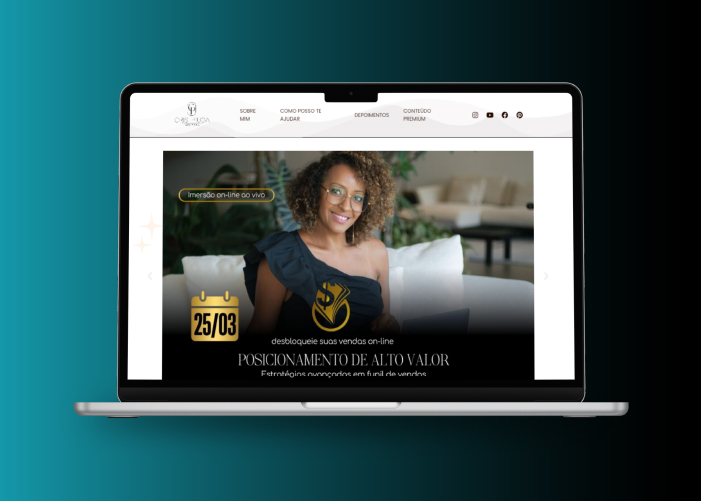 SOBRE
MIM
COMO POSSO TE
AJUDAR
DEPOIMENTOS
CONTEÚDO
PREMIUM
Imersão on-line ao vivo
25/03
desbloqueie suas vendas on-line
POSICIONAMENTO DE ALTO VALOR
Estratégias avançadas em funil de vendas